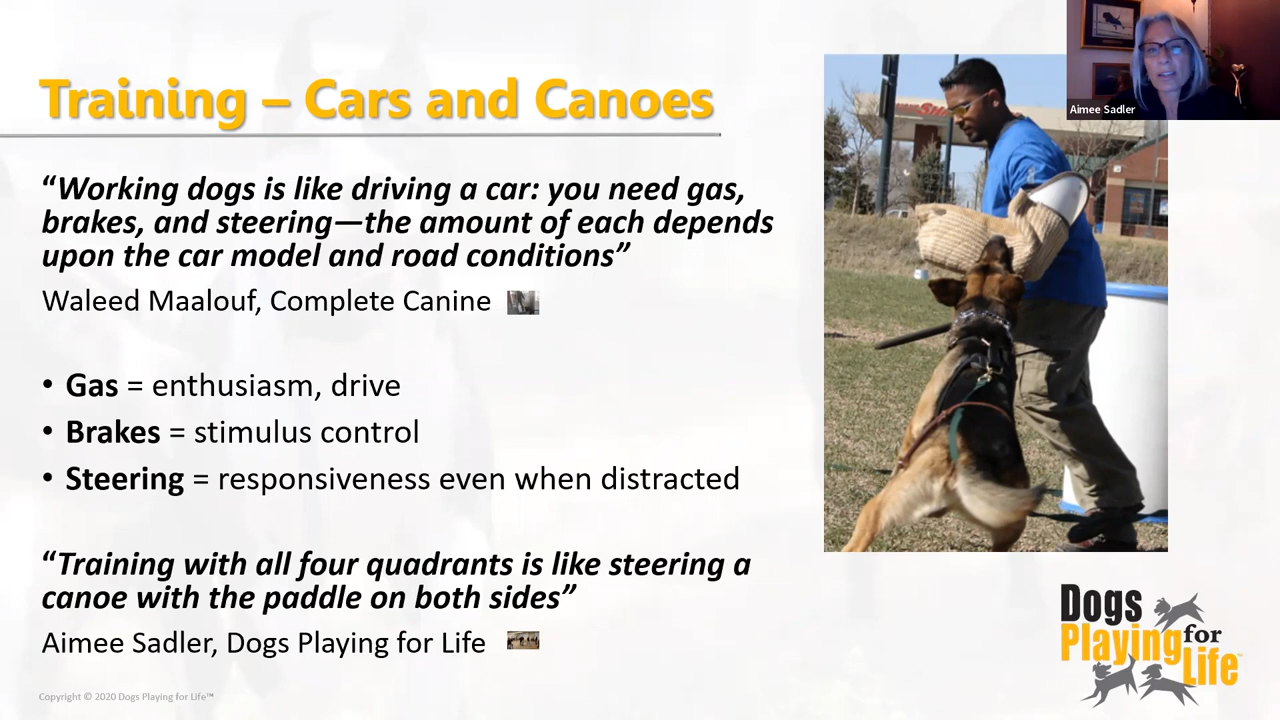 Training – Cars and Canoes
Aimee Sadler
“Working dogs is like driving a car: you need gas,
brakes, and steering—the amount of each depends
upon the car model and road conditions”
Waleed Maalouf, Complete Canine
• Gas = enthusiasm, drive
• Brakes = stimulus control
• Steering = responsiveness even when distracted
“Training with all four quadrants is like steering a
canoe with the paddle on both sides”
Aimee Sadler, Dogs Playing for Life
Dogs
Playing for
Life™
Copyright © 2020 Dogs Playing for Life™